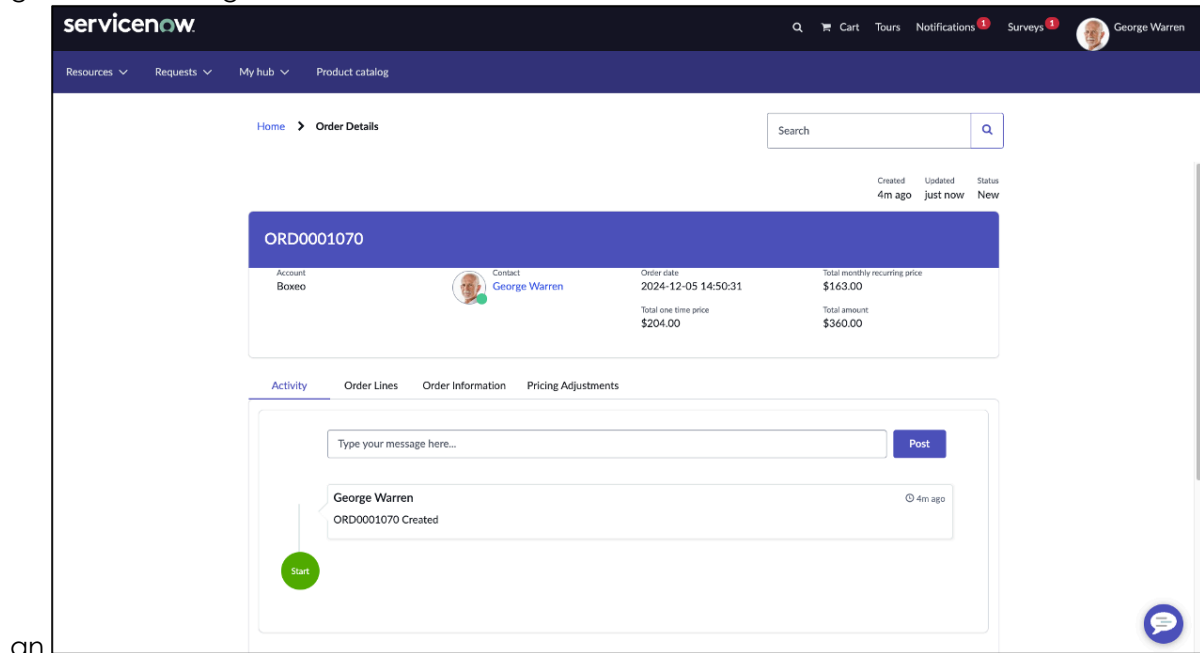 servicenow.
Cart Tours Notifications 1 Surveys 1 George Warren
Resources Requests My hub Product catalog
Home > Order Details
Search
Created Updated Status
4m ago just now New
ORD0001070
Account Contact Order date Total monthly recurring price
Boxeo George Warren 2024-12-05 14:50:31 $163.00
Total one time price Total amount
$204.00 $360.00
Activity Order Lines Order Information Pricing Adjustments
Type your message here... Post
George Warren 4m ago
ORD0001070 Created
Start
an